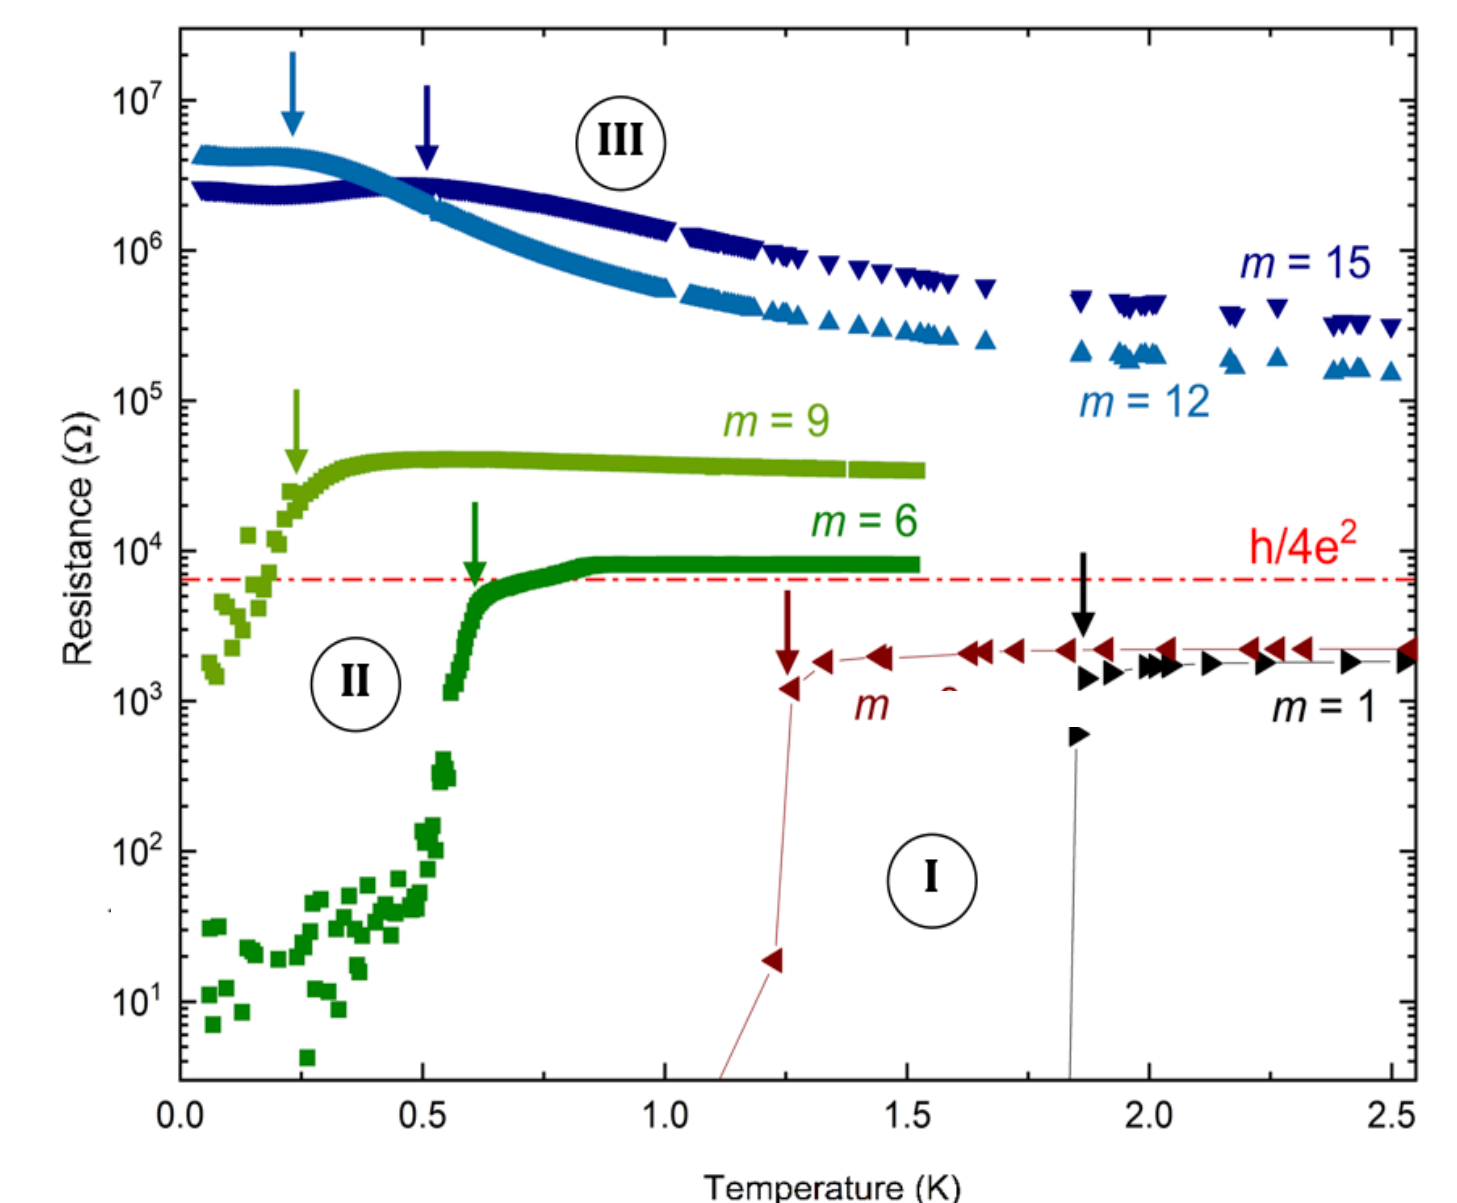 10⁷
III
10⁶
m = 15
m = 12
10⁵
m = 9
m = 6
10⁴
h/4e²
Resistance (Ω)
II
10³
m
m = 1
10²
I
10¹
0.0 0.5 1.0 1.5 2.0 2.5
Temperature (K)